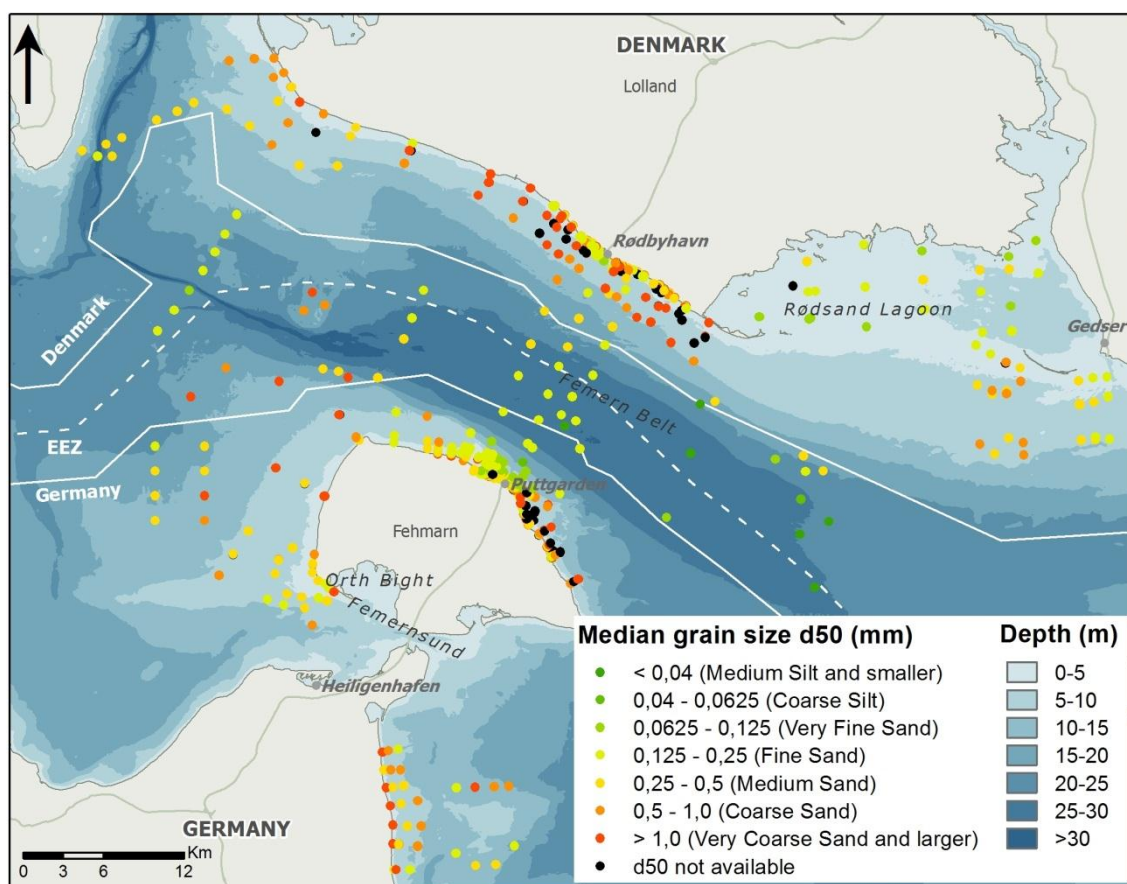 DENMARK
Lolland
Rødbyhavn
Rødsand Lagoon
Gedser
Denmark
Femern Belt
EEZ
Germany
Puttgarden
Fehmarn
Orth Bight
Femernsund
Heiligenhafen
GERMANY
Km
0 3 6 12
Median grain size d50 (mm)
< 0,04 (Medium Silt and smaller)
0,04 - 0,0625 (Coarse Silt)
0,0625 - 0,125 (Very Fine Sand)
0,125 - 0,25 (Fine Sand)
0,25 - 0,5 (Medium Sand)
0,5 - 1,0 (Coarse Sand)
> 1,0 (Very Coarse Sand and larger)
d50 not available
Depth (m)
0-5
5-10
10-15
15-20
20-25
25-30
>30